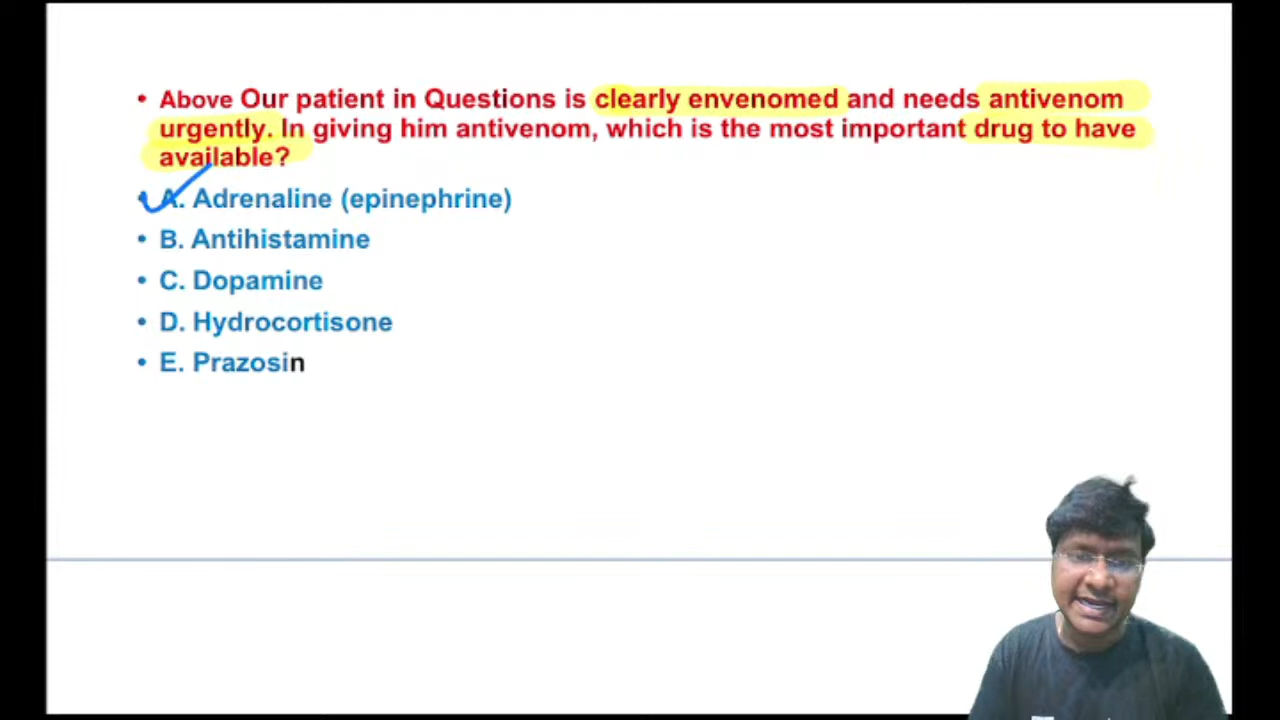 • Above Our patient in Questions is clearly envenomed and needs antivenom
urgently. In giving him antivenom, which is the most important drug to have
available?
• A. Adrenaline (epinephrine)
• B. Antihistamine
• C. Dopamine
• D. Hydrocortisone
• E. Prazosin